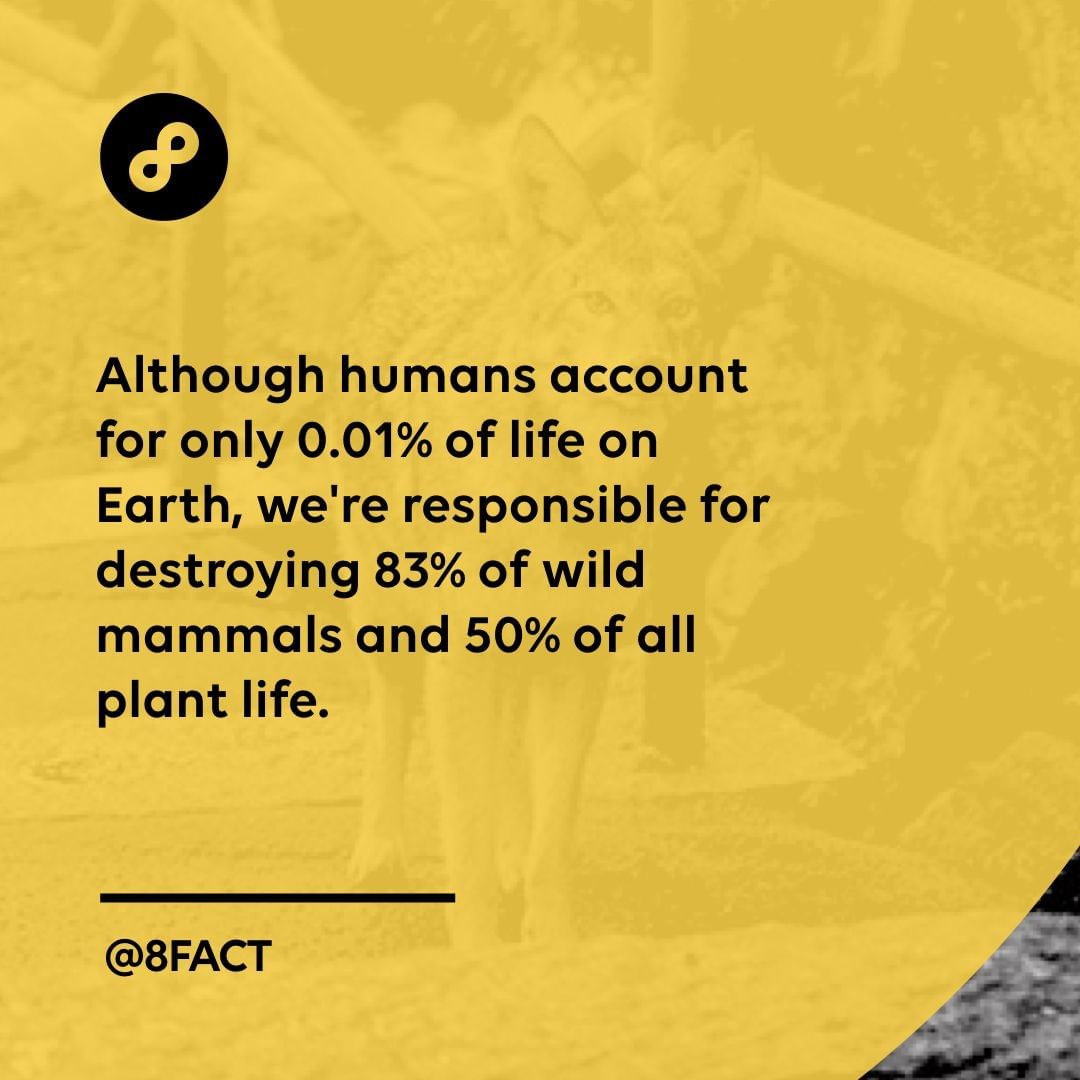 Although humans account
for only 0.01% of life on
Earth, we're responsible for
destroying 83% of wild
mammals and 50% of all
plant life.
@8FACT